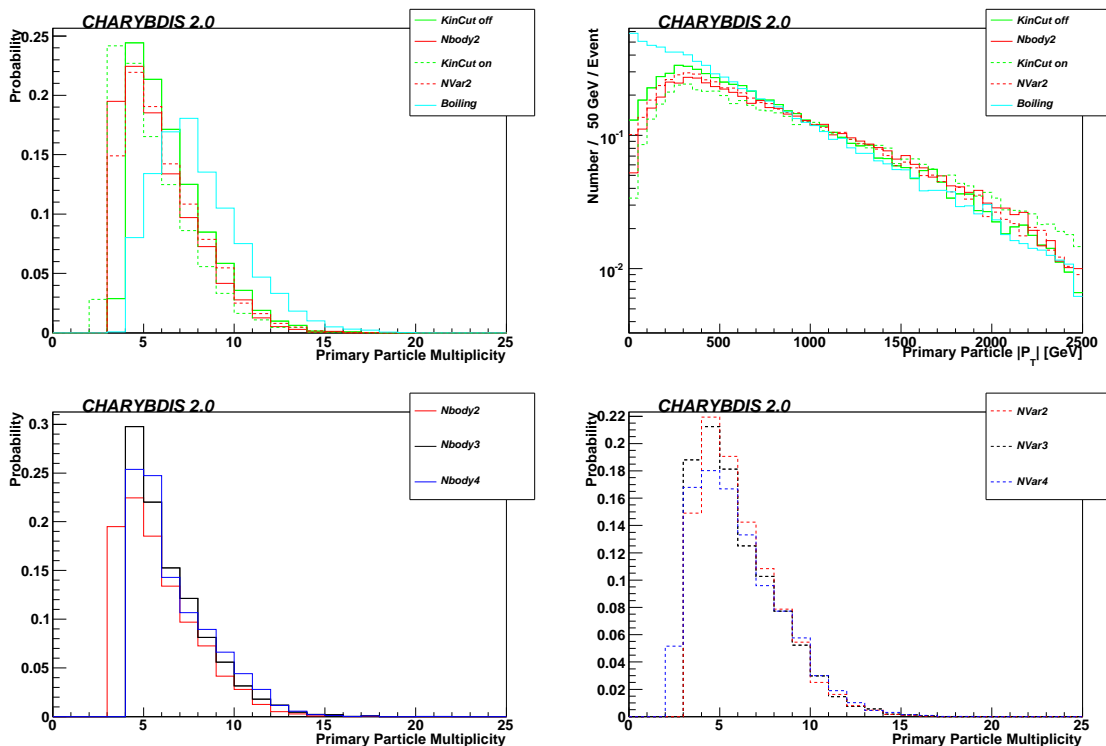 CHARYBDIS 2.0
KinCut off
Nbody2
KinCut on
NVar2
Boiling
Probability
0.25
0.2
0.15
0.1
0.05
0
0 5 10 15 20 25
Primary Particle Multiplicity
CHARYBDIS 2.0
KinCut off
Nbody2
KinCut on
NVar2
Boiling
Number / 50 GeV / Event
10-1
10-2
0 500 1000 1500 2000 2500
Primary Particle |PT| [GeV]
CHARYBDIS 2.0
Nbody2
Nbody3
Nbody4
Probability
0.3
0.25
0.2
0.15
0.1
0.05
0
0 5 10 15 20 25
Primary Particle Multiplicity
CHARYBDIS 2.0
NVar2
NVar3
NVar4
Probability
0.22
0.2
0.18
0.16
0.14
0.12
0.1
0.08
0.06
0.04
0.02
0
0 5 10 15 20 25
Primary Particle Multiplicity